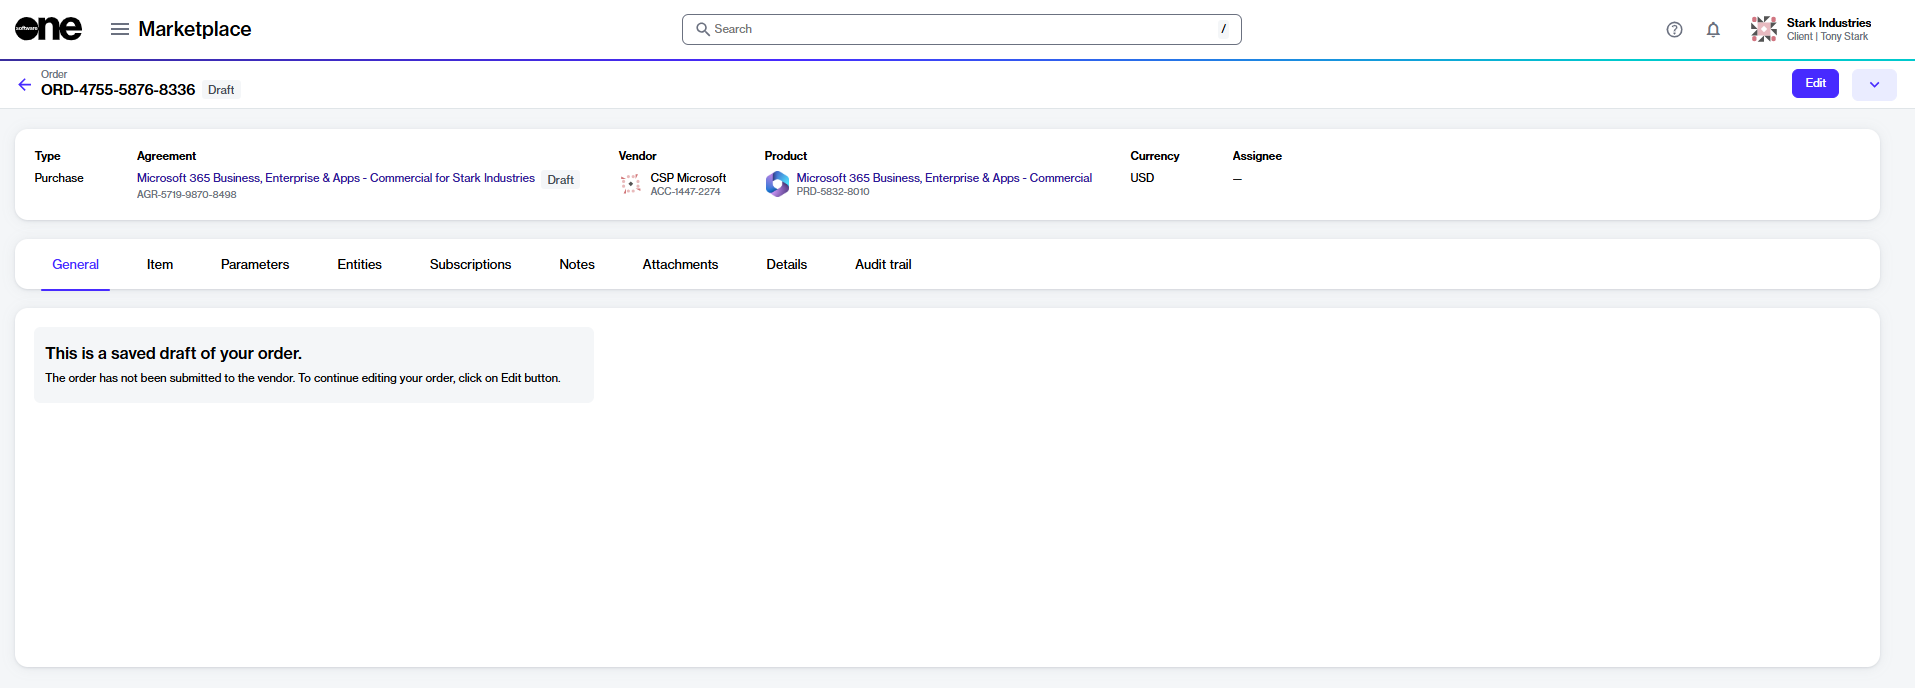 software one
Marketplace
Search /
Stark Industries
Client | Tony Stark
Order
ORD-4755-5876-8336 Draft
Edit
Type Agreement Vendor Product Currency Assignee
Purchase Microsoft 365 Business, Enterprise & Apps - Commercial for Stark Industries Draft CSP Microsoft Microsoft 365 Business, Enterprise & Apps - Commercial USD —
AGR-5719-9870-8498 ACC-1447-2274 PRD-5832-8010
General Item Parameters Entities Subscriptions Notes Attachments Details Audit trail
This is a saved draft of your order.
The order has not been submitted to the vendor. To continue editing your order, click on Edit button.